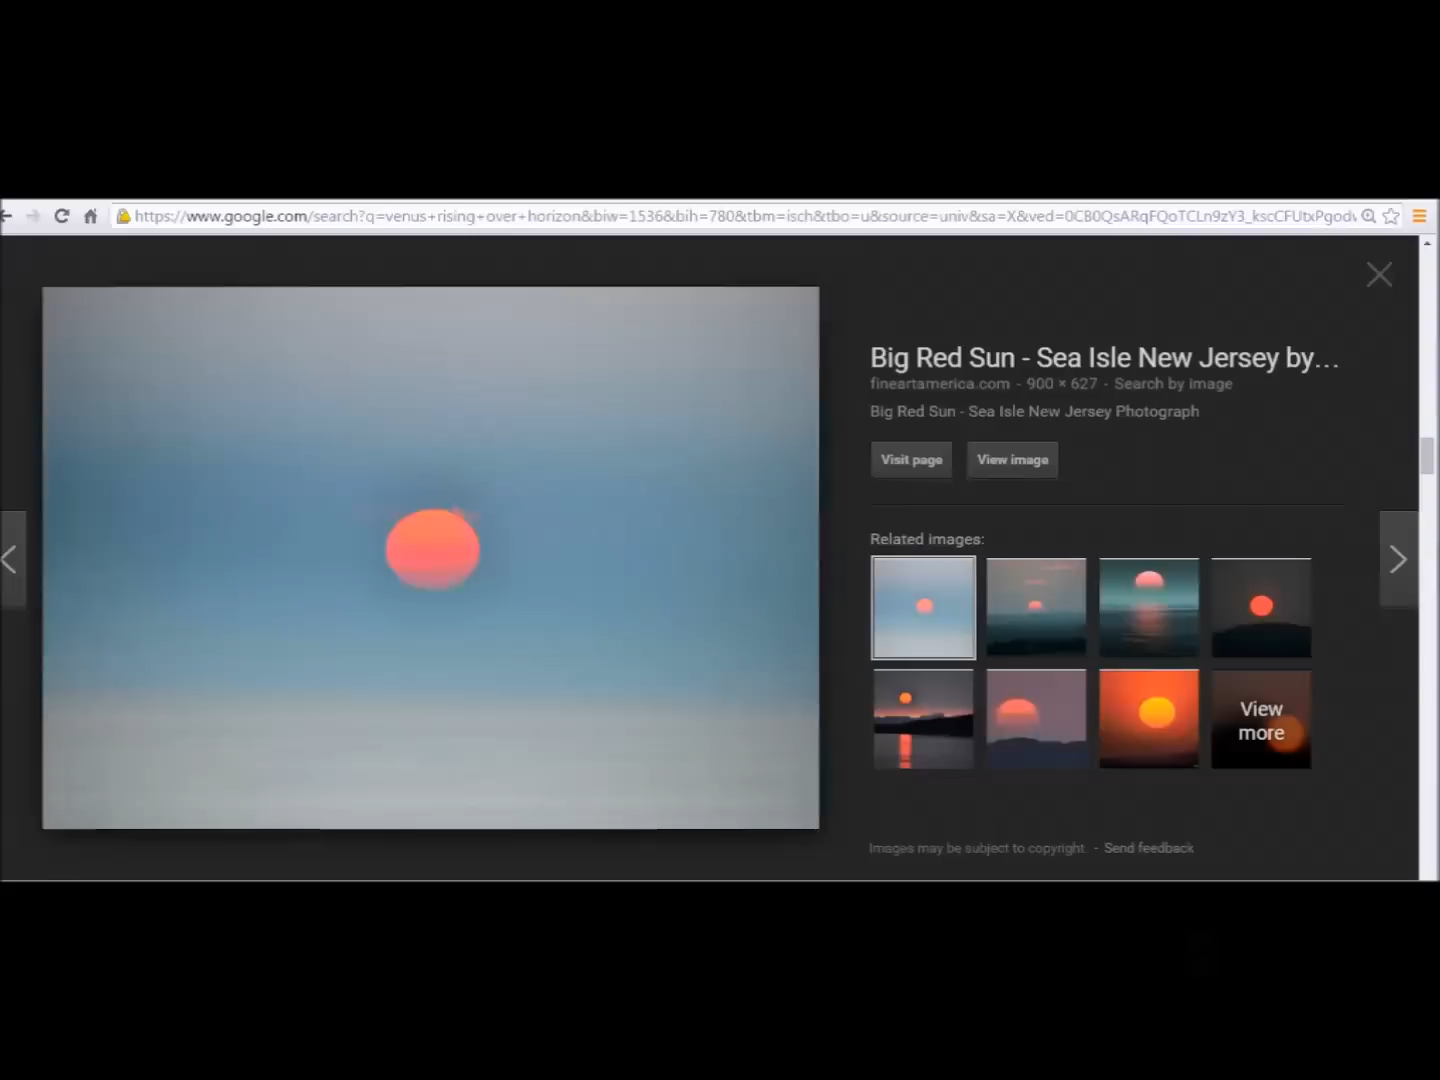 https://www.google.com/search?q=venus+rising+over+horizon&biw=1536&bih=780&tbm=isch&tbo=u&source=univ&sa=X&ved=0CB0QsARqFQoTCLn9zY3_kscCFUtxPgodv
Big Red Sun - Sea Isle New Jersey by...
fineartamerica.com - 900 × 627 - Search by image
Big Red Sun - Sea Isle New Jersey Photograph
Visit page View image
Related images:
View
more
Images may be subject to copyright. - Send feedback